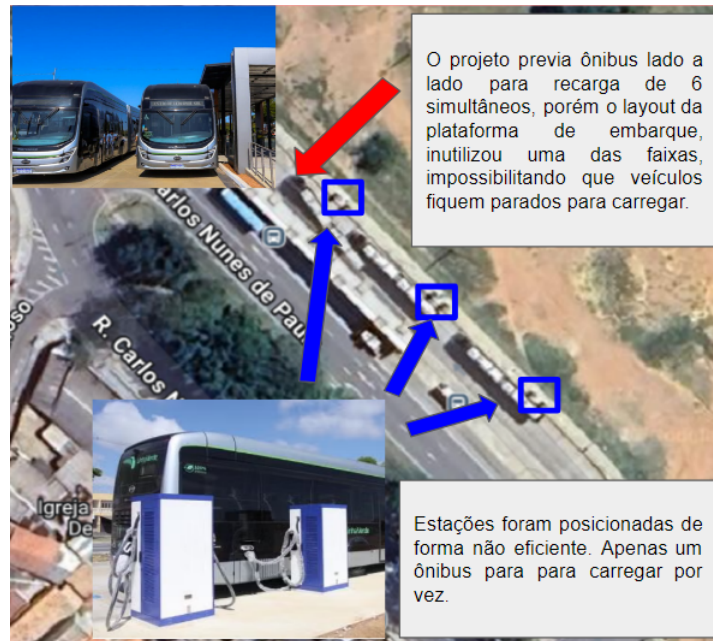 O projeto previa ônibus lado a
lado para recarga de 6
simultâneos, porém o layout da
plataforma de embarque,
inutilizou uma das faixas,
impossibilitando que veículos
fiquem parados para carregar.
Carlos Nunes de Paul
R. Carlos N
oso
Igreja
De
Estações foram posicionadas de
forma não eficiente. Apenas um
ônibus para para carregar por
vez.